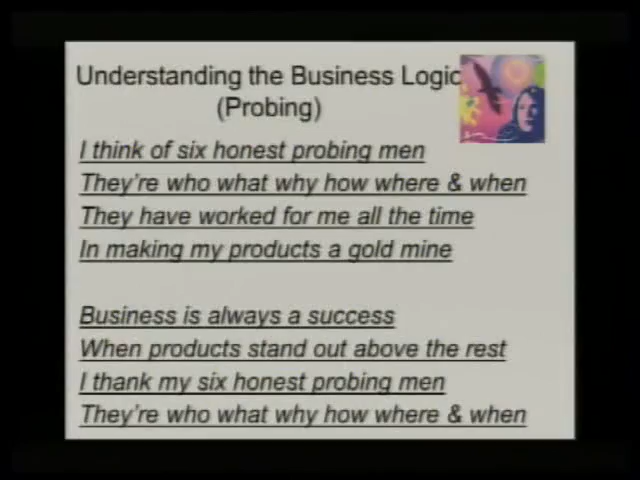 Understanding the Business Logic
(Probing)
I think of six honest probing men
They're who what why how where & when
They have worked for me all the time
In making my products a gold mine
Business is always a success
When products stand out above the rest
I thank my six honest probing men
They're who what why how where & when